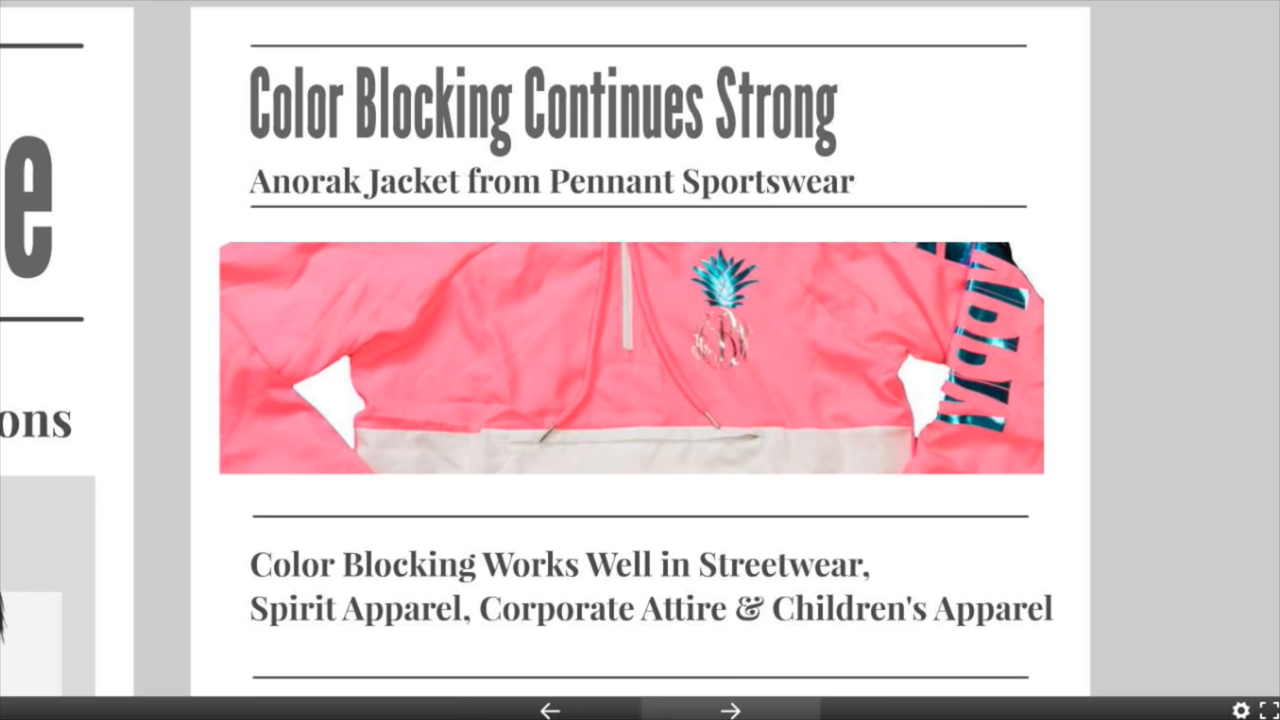 Color Blocking Continues Strong
Anorak Jacket from Pennant Sportswear
e
ons
Color Blocking Works Well in Streetwear,
Spirit Apparel, Corporate Attire & Children's Apparel